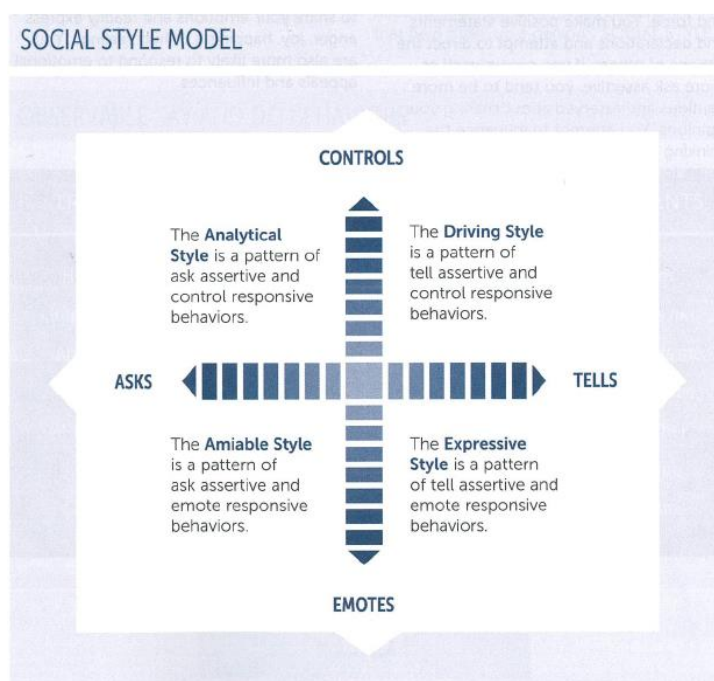 SOCIAL STYLE MODEL
CONTROLS
The Analytical
Style is a pattern of
ask assertive and
control responsive
behaviors.
The Driving Style
is a pattern of
tell assertive and
control responsive
behaviors.
ASKS
TELLS
The Amiable Style
is a pattern of
ask assertive and
emote responsive
behaviors.
The Expressive
Style is a pattern
of tell assertive and
emote responsive
behaviors.
EMOTES